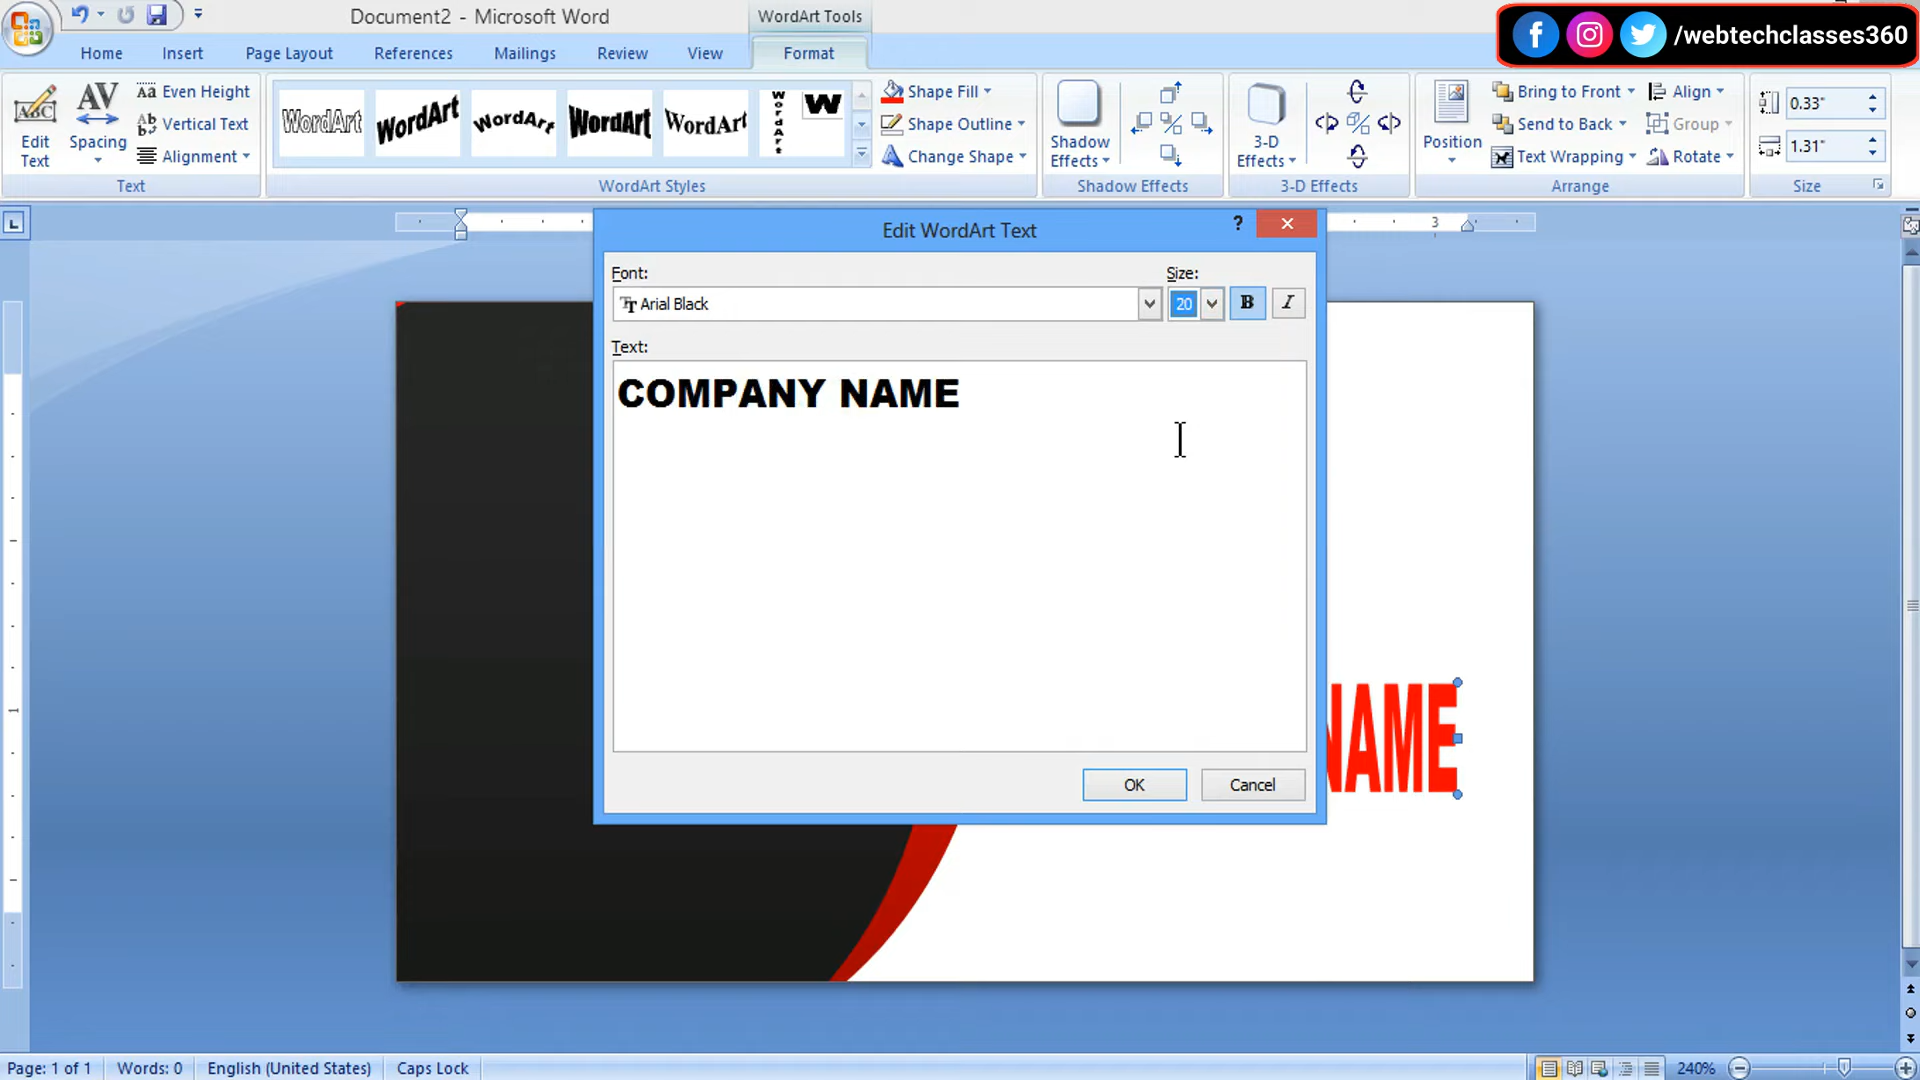 Document2 - Microsoft Word
WordArt Tools
/webtechclasses360
Home
Insert
Page Layout
References
Mailings
Review
View
Format
Edit Text
Spacing
Aa Even Height
Vertical Text
Alignment
Text
WordArt
WordArt
WordArt
WordArt
WordArt
WordArt
W
WordArt Styles
Shape Fill
Shape Outline
Change Shape
Shadow Effects
Shadow Effects
3-D Effects
3-D Effects
Position
Bring to Front
Send to Back
Text Wrapping
Align
Group
Rotate
Arrange
0.33"
1.31"
Size
3
Edit WordArt Text
?
Font:
Size:
Arial Black
20
B
I
Text:
COMPANY NAME
OK
Cancel
NAME
1
Page: 1 of 1
Words: 0
English (United States)
Caps Lock
240%